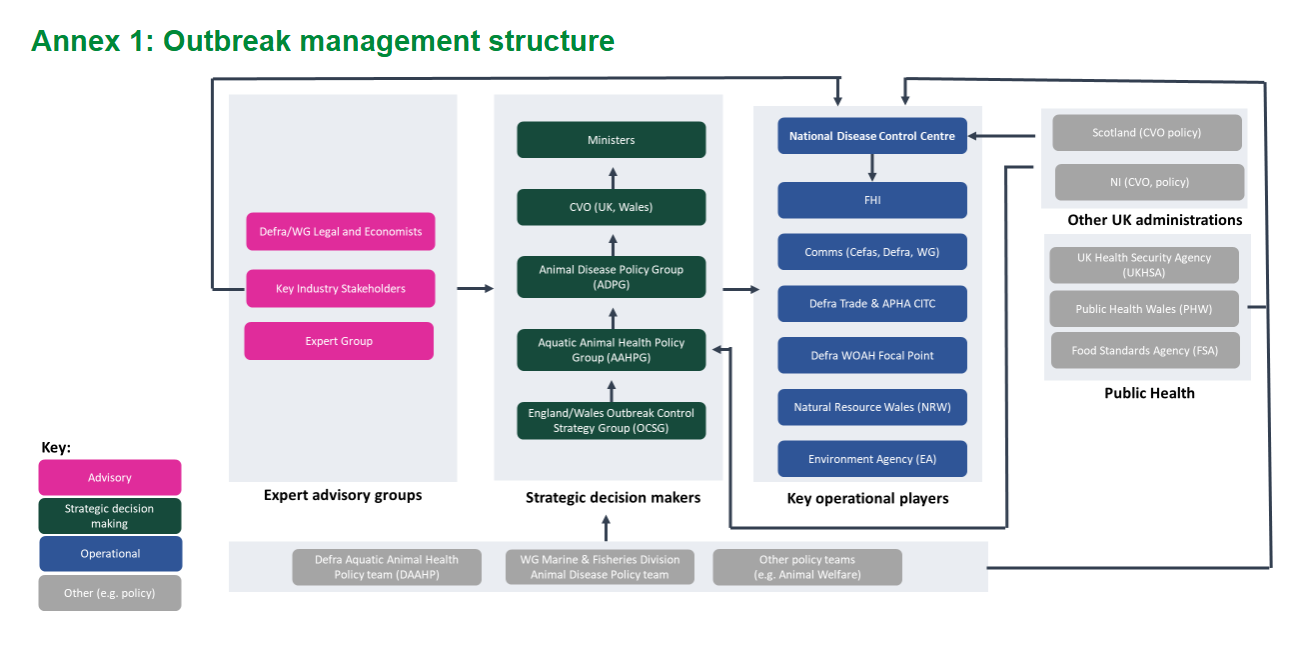 Annex 1: Outbreak management structure
Defra/WG Legal and Economists
Key Industry Stakeholders
Expert Group
Expert advisory groups
Ministers
CVO (UK, Wales)
Animal Disease Policy Group
(ADPG)
Aquatic Animal Health Policy
Group (AAHPG)
England/Wales Outbreak Control
Strategy Group (OCSG)
Strategic decision makers
National Disease Control Centre
FHI
Comms (Cefas, Defra, WG)
Defra Trade & APHA CITC
Defra WOAH Focal Point
Natural Resource Wales (NRW)
Environment Agency (EA)
Key operational players
Scotland (CVO policy)
NI (CVO, policy)
Other UK administrations
UK Health Security Agency
(UKHSA)
Public Health Wales (PHW)
Food Standards Agency (FSA)
Public Health
Key:
Advisory
Strategic decision
making
Operational
Other (e.g. policy)
Defra Aquatic Animal Health
Policy team (DAAHP)
WG Marine & Fisheries Division
Animal Disease Policy team
Other policy teams
(e.g. Animal Welfare)